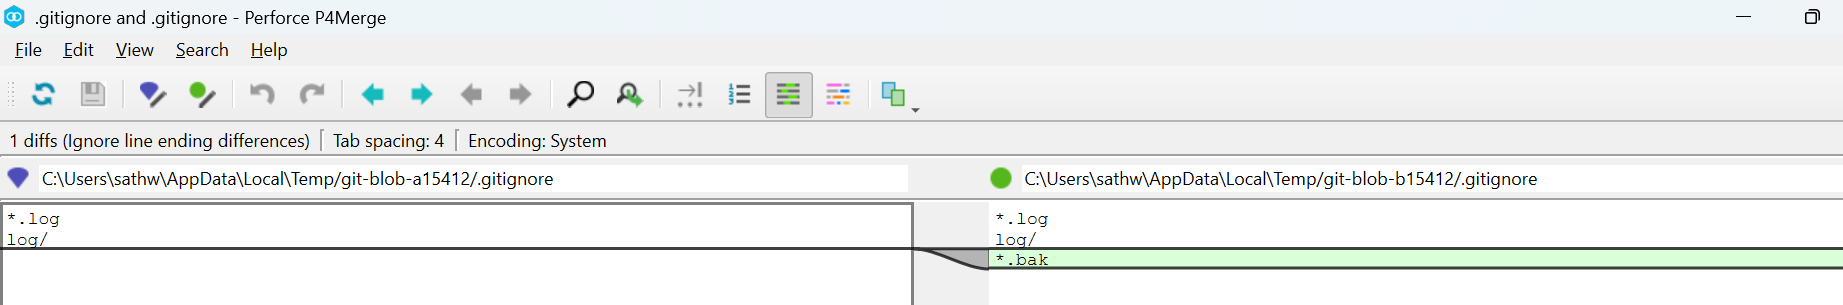 .gitignore and .gitignore - Perforce P4Merge
File Edit View Search Help
1 diffs (Ignore line ending differences) Tab spacing: 4 Encoding: System
C:\Users\sathw\AppData\Local\Temp/git-blob-a15412/.gitignore
C:\Users\sathw\AppData\Local\Temp/git-blob-b15412/.gitignore
*.log
log/
*.log
log/
*.bak